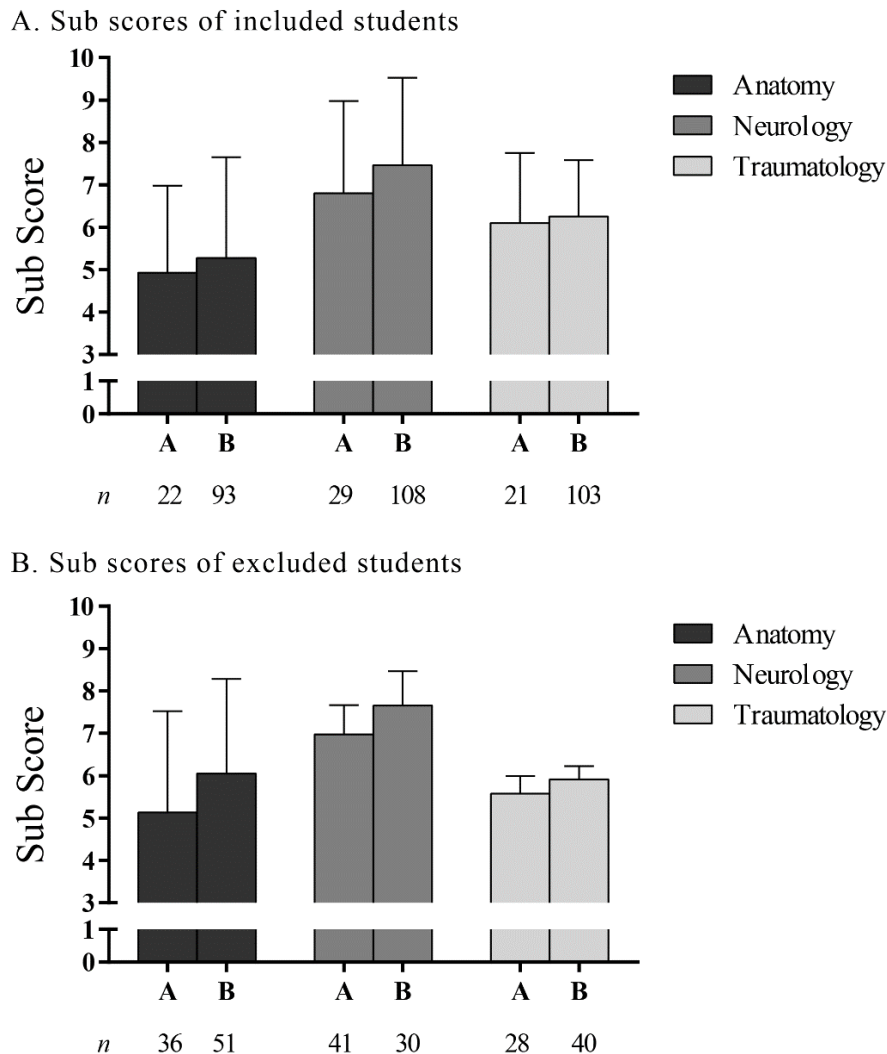 A. Sub scores of included students
10
9
8
7
6
5
4
3
1
0
Sub Score
Anatomy
Neurology
Traumatology
A B A B A B
n 22 93 29 108 21 103
B. Sub scores of excluded students
10
9
8
7
6
5
4
3
1
0
Sub Score
Anatomy
Neurology
Traumatology
A B A B A B
n 36 51 41 30 28 40